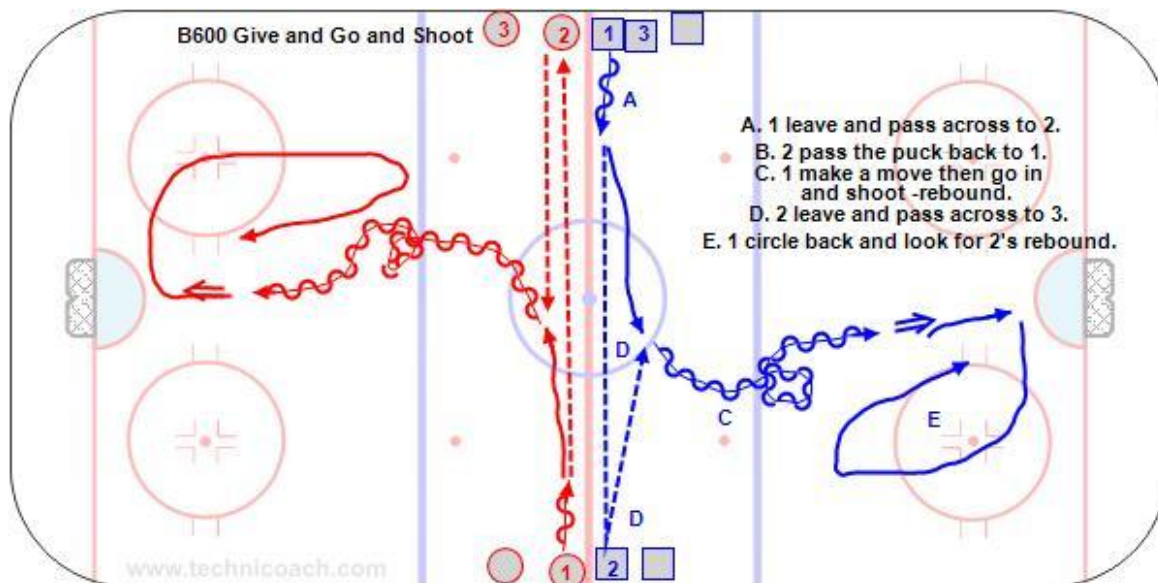 B600 Give and Go and Shoot
3
2
1
3
A
A. 1 leave and pass across to 2.
B. 2 pass the puck back to 1.
C. 1 make a move then go in
and shoot -rebound.
D. 2 leave and pass across to 3.
E. 1 circle back and look for 2's rebound.
D
C
E
D
www.technicoach.com
1
2